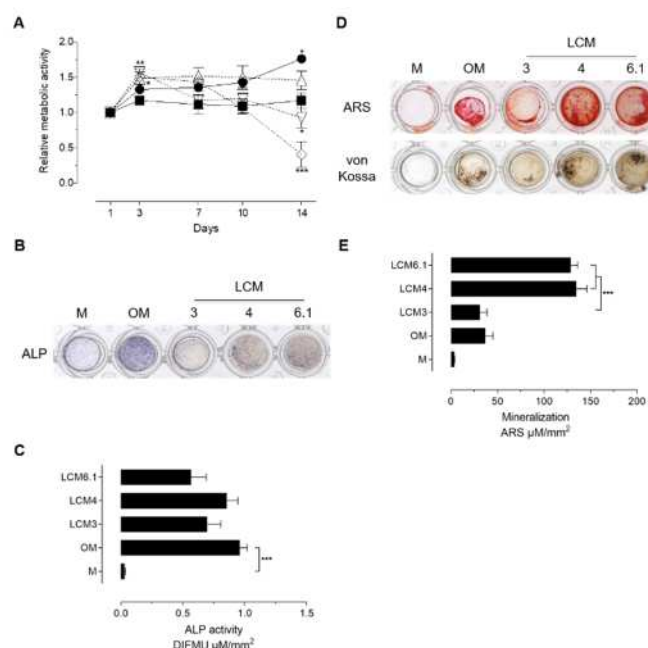 A
Relative metabolic activity
2.0
1.5
1.0
0.5
0.0
**
*
*
*
***
1 3 7 10 14
Days
B
LCM
M OM 3 4 6.1
ALP
C
LCM6.1
LCM4
LCM3
OM
M
***
0.0 0.5 1.0 1.5
ALP activity
DIFMU µM/mm²
D
LCM
M OM 3 4 6.1
ARS
von
Kossa
E
LCM6.1
LCM4
LCM3
OM
M
***
0 50 100 150 200
Mineralization
ARS µM/mm²